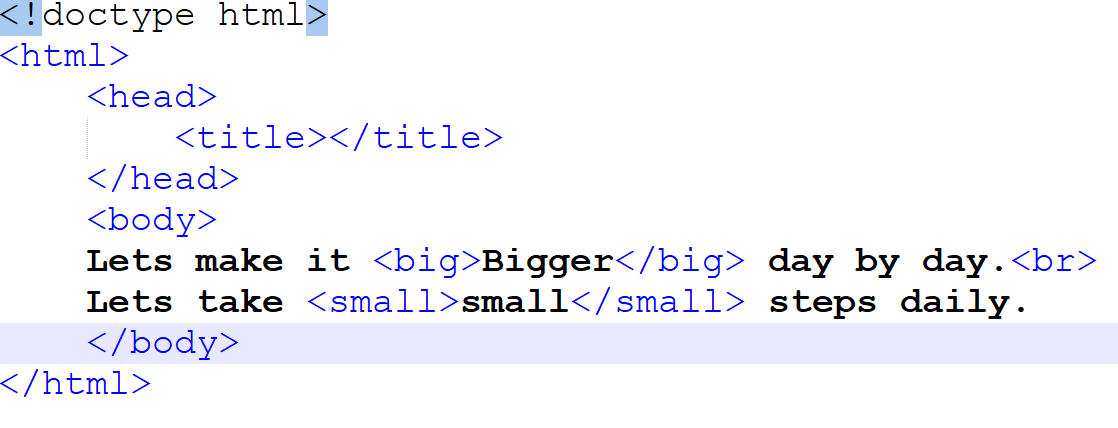 <!doctype html>
<html>
<head>
<title></title>
</head>
<body>
Lets make it <big>Bigger</big> day by day.<br>
Lets take <small>small</small> steps daily.
</body>
</html>